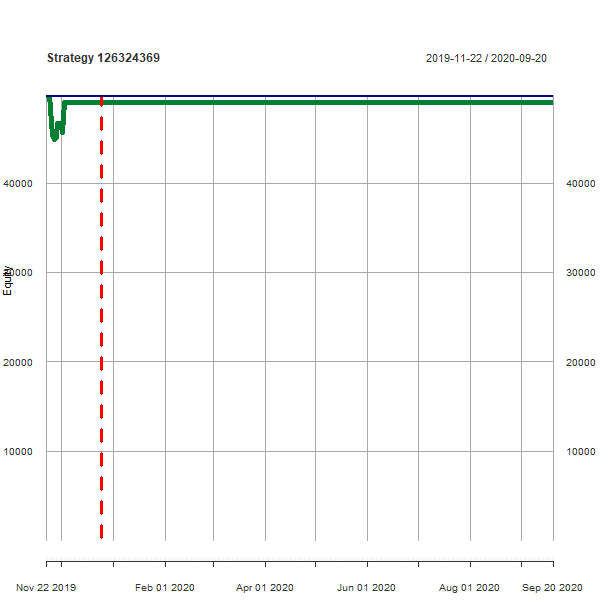 Strategy 126324369
2019-11-22 / 2020-09-20
40000
40000
30000
30000
Equity
20000
20000
10000
10000
Nov 22 2019
Feb 01 2020
Apr 01 2020
Jun 01 2020
Aug 01 2020
Sep 20 2020